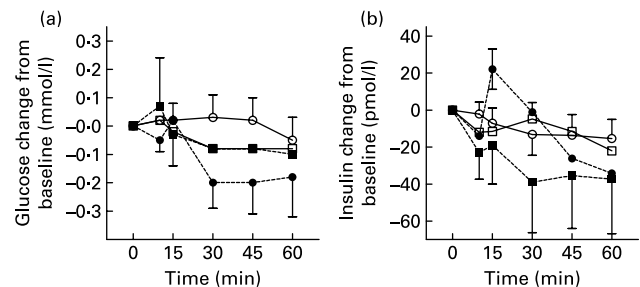 (a)
Glucose change from
baseline (mmol/l)
0·3
0·2
0·1
–0·0
–0·1
–0·2
–0·3
0 15 30 45 60
Time (min)
(b)
Insulin change from
baseline (pmol/l)
40
20
0
–20
–40
–60
0 15 30 45 60
Time (min)